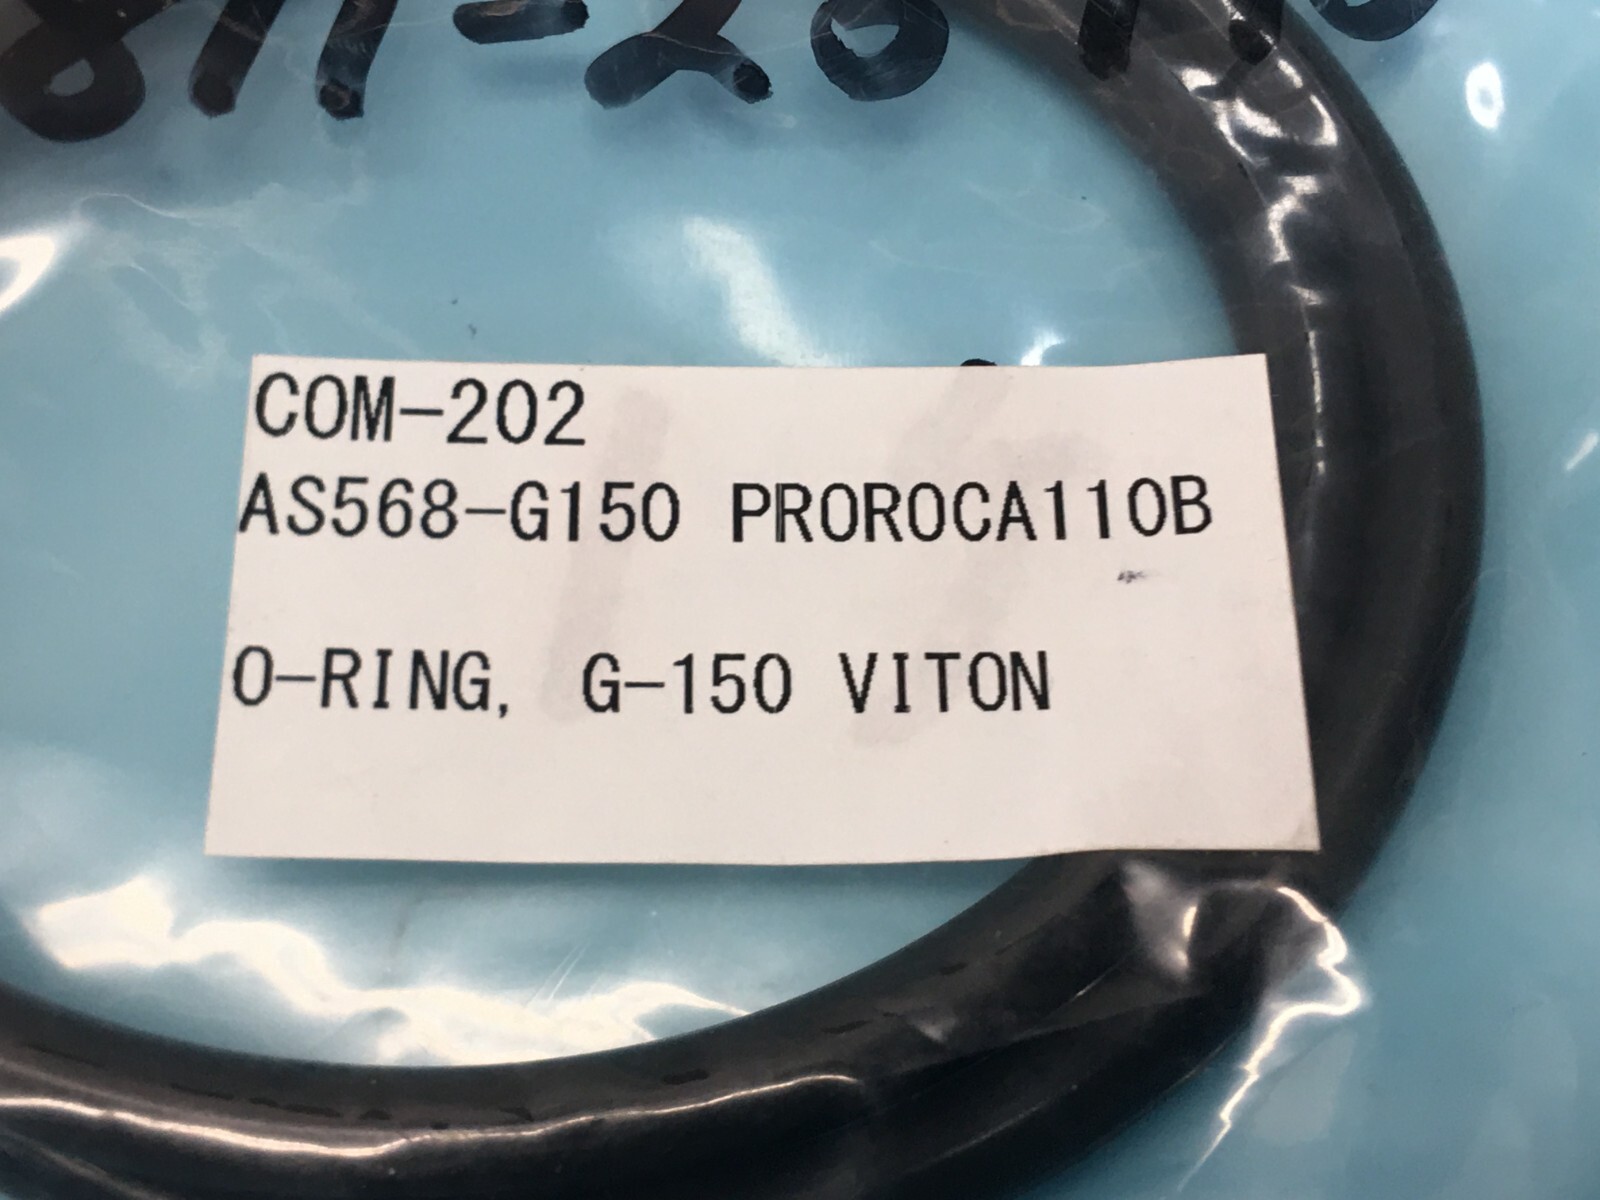 COM-202
AS568-G150 PROROCA110B
O-RING, G-150 VITON